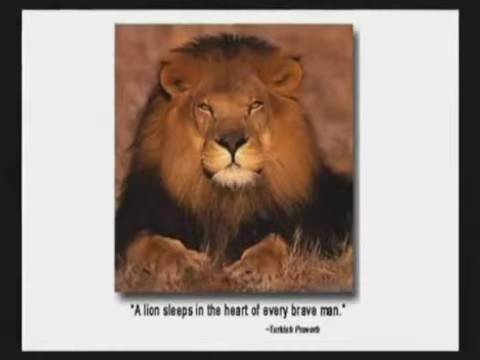 "A lion sleeps in the heart of every brave man."
~Turkish Proverb